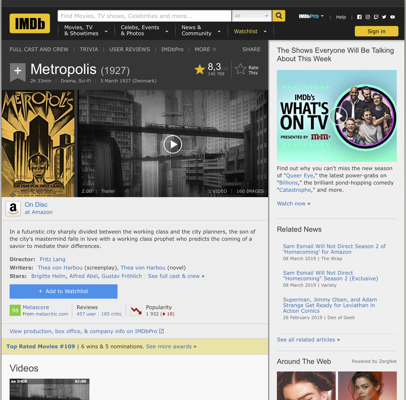 IMDb
Find Movies, TV shows, Celebrities and more...
All
IMDbPro
Help
Movies, TV & Showtimes
Celebs, Events & Photos
News & Community
Watchlist
Sign in
FULL CAST AND CREW | TRIVIA | USER REVIEWS | IMDbPro | MORE
SHARE
Metropolis (1927)
8,3
Rate This
2h 33min | Drama, Sci-Fi | 5 March 1927 (Denmark)
METROPOLIS
2:00 Trailer
1 VIDEO | 160 IMAGES
On Disc
at Amazon
In a futuristic city sharply divided between the working class and the city planners, the son of
the city's mastermind falls in love with a working class prophet who predicts the coming of a
savior to mediate their differences.
Director: Fritz Lang
Writers: Thea von Harbou (screenplay), Thea von Harbou (novel)
Stars: Brigitte Helm, Alfred Abel, Gustav Fröhlich | See full cast & crew »
+ Add to Watchlist
98 Metascore
From metacritic.com
Reviews
457 user | 185 critic
Popularity
1 932 ( 18)
View production, box office, & company info on IMDbPro
Top Rated Movies #109 | 6 wins & 5 nominations. See more awards »
Videos
The Shows Everyone Will Be Talking
About This Week
IMDb's
WHAT'S
ON TV
PRESENTED BY
Find out why you can't miss the new season
of "Queer Eye," the latest power-grabs on
"Billions," the brilliant pond-hopping comedy
"Catastrophe," and more.
Watch now »
Related News
Sam Esmail Will Not Direct Season 2 of
'Homecoming' for Amazon
08 March 2019 | The Wrap
Sam Esmail Will Not Direct
"Homecoming" Season 2 (Exclusive)
08 March 2019 | Variety
Superman, Jimmy Olsen, and Adam
Strange Get Ready for Leviathan in
Action Comics
26 February 2019 | Den of Geek
See all related articles »
Around The Web
Powered by ZergNet